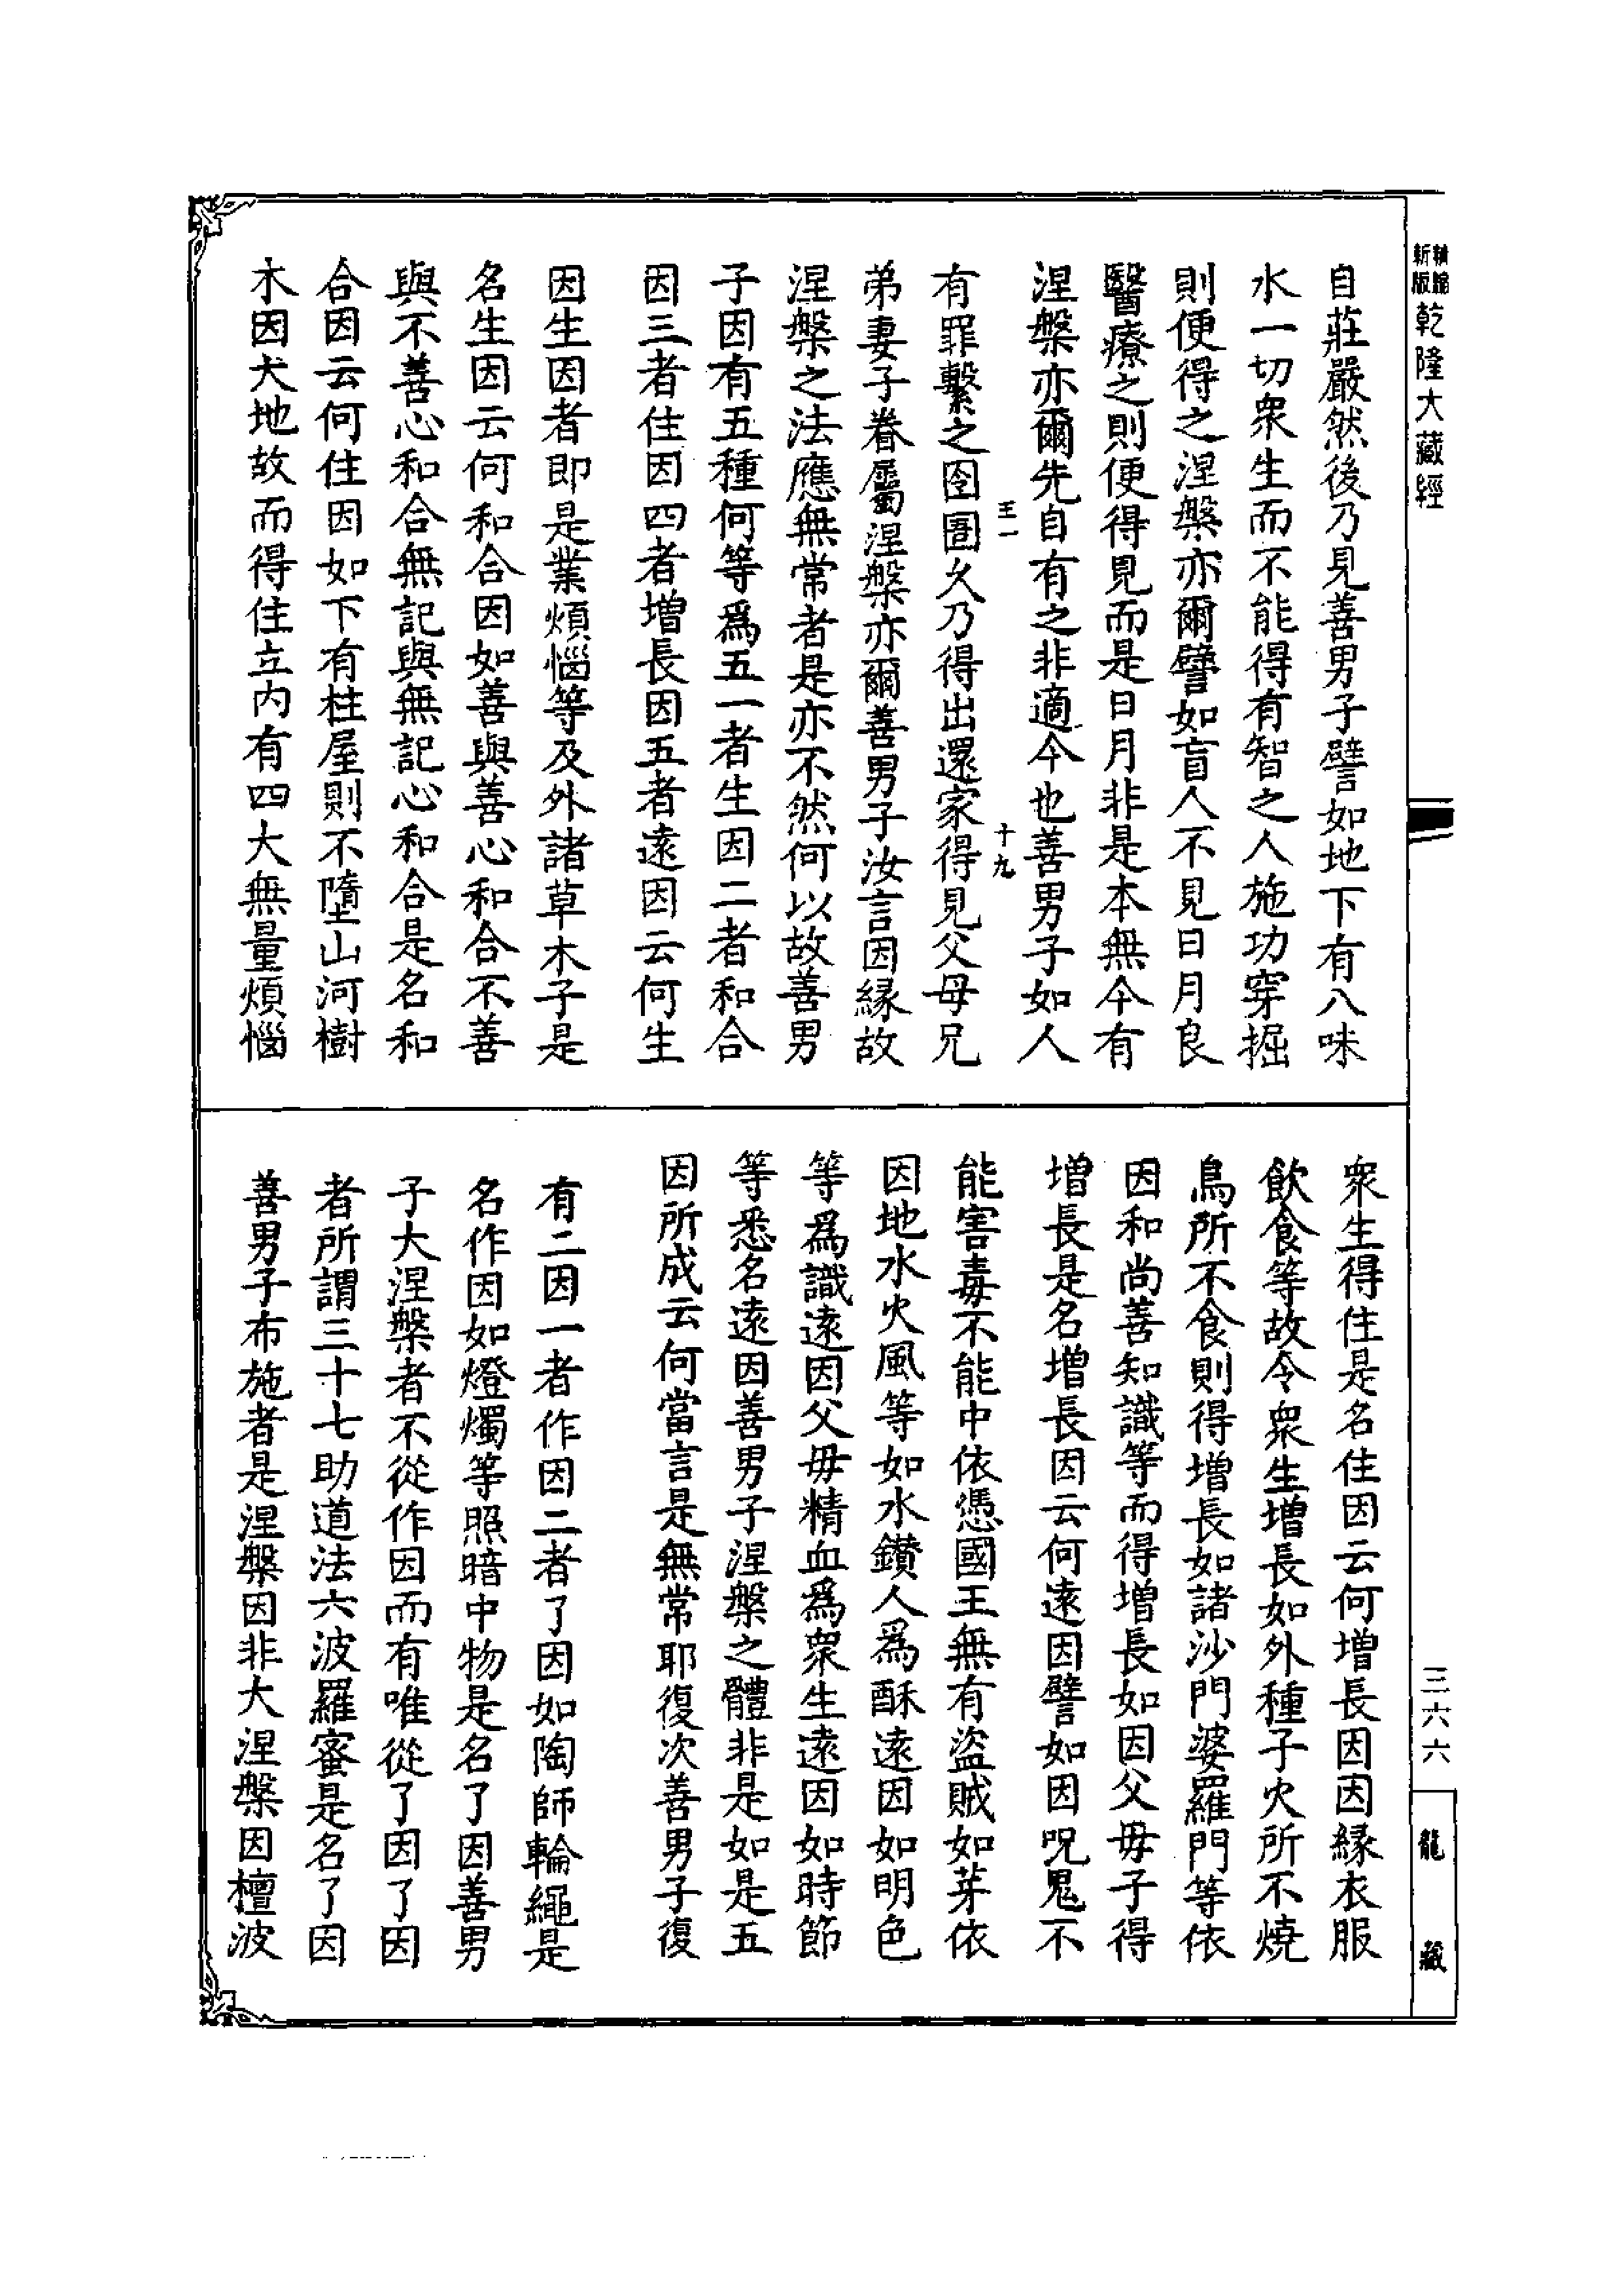 新版
精縮
乾隆大藏經
自莊嚴然後乃見善男子譬如地下有八味
水一切衆生而不能得有智之人施功穿掘
則便得之涅槃亦爾譬如盲人不見日月良
醫療之則便得見而是日月非是本無今有
涅槃亦爾先自有之非適今也善男子如人
王一
十九
有罪繫之囹圄久乃得出還家得見父母兄
弟妻子眷屬涅槃亦爾善男子汝言因緣故
涅槃之法應無常者是亦不然何以故善男
子因有五種何等爲五一者生因二者和合
因三者住因四者增長因五者遠因云何生
因生因者即是業煩惱等及外諸草木子是
名生因云何和合因如善與善心和合不善
與不善心和合無記與無記心和合是名和
合因云何住因如下有柱屋則不墮山河樹
木因大地故而得住立內有四大無量煩惱
衆生得住是名住因云何增長因因緣衣服
飲食等故令衆生增長如外種子火所不燒
鳥所不食則得增長如諸沙門婆羅門等依
因和尚善知識等而得增長如因父母子得
增長是名增長因云何遠因譬如因呪鬼不
能害毒不能中依憑國王無有盜賊如芽依
因地水火風等如水鑽人爲酥遠因如明色
等爲識遠因父母精血爲衆生遠因如時節
等悉名遠因善男子涅槃之體非是如是五
因所成云何當言是無常耶復次善男子復
有二因一者作因二者了因如陶師輪繩是
名作因如燈燭等照暗中物是名了因善男
子大涅槃者不從作因而有唯從了因了因
者所謂三十七助道法六波羅蜜是名了因
善男子布施者是涅槃因非大涅槃因檀波
三六六
龍藏